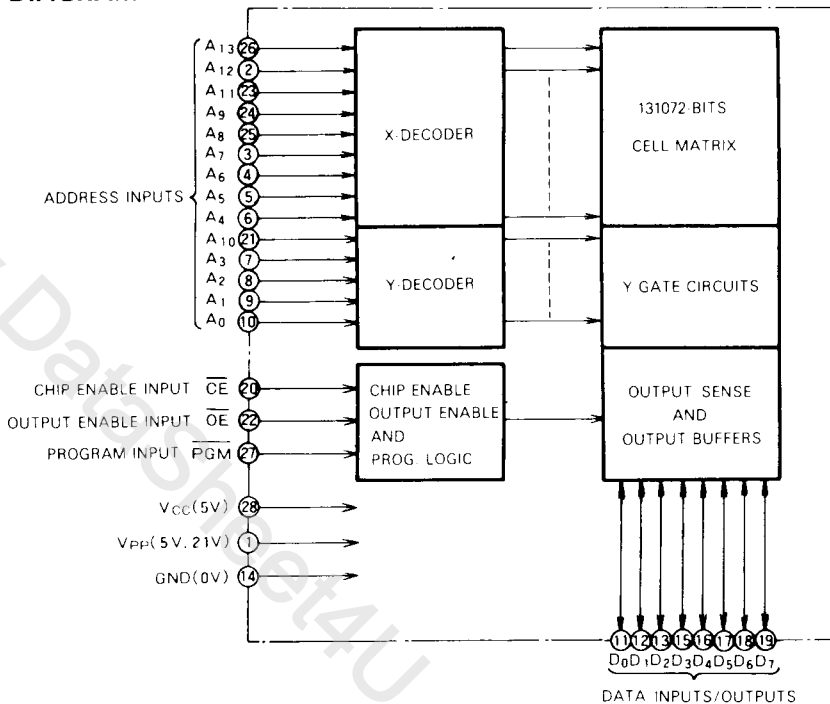 A13 26
A12 2
A11 23
A9 24
A8 25
A7 3
A6 4
A5 5
A4 6
A10 21
A3 7
A2 8
A1 9
A0 10
ADDRESS INPUTS
X-DECODER
Y-DECODER
131072-BITS
CELL MATRIX
Y GATE CIRCUITS
CHIP ENABLE INPUT CE 20
OUTPUT ENABLE INPUT OE 22
PROGRAM INPUT PGM 27
CHIP ENABLE
OUTPUT ENABLE
AND
PROG. LOGIC
OUTPUT SENSE
AND
OUTPUT BUFFERS
VCC(5V) 28
VPP(5V, 21V) 1
GND(0V) 14
11 12 13 15 16 17 18 19
D0 D1 D2 D3 D4 D5 D6 D7
DATA INPUTS/OUTPUTS
DataSheet4U